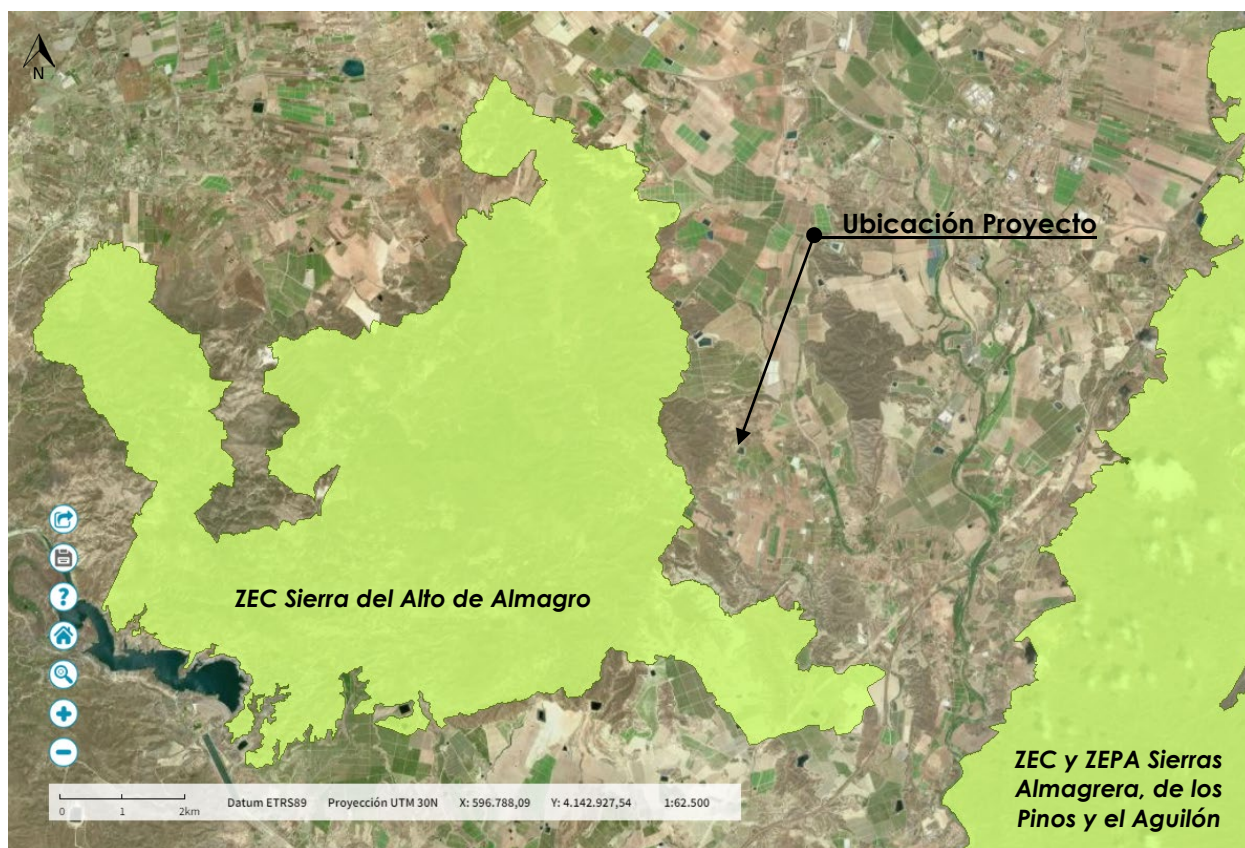 N
Ubicación Proyecto
ZEC Sierra del Alto de Almagro
?
ZEC y ZEPA Sierras
Almagrera, de los
Pinos y el Aguilón
0 1 2km
Datum ETRS89 Proyección UTM 30N X: 596.788,09 Y: 4.142.927,54 1:62.500